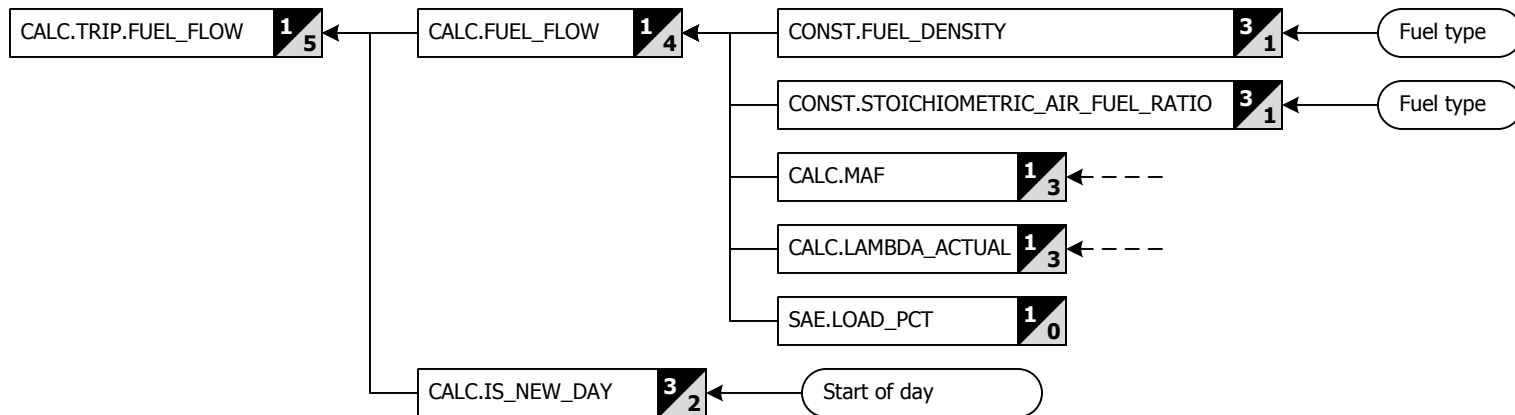 CALC.TRIP.FUEL_FLOW 1 5
CALC.FUEL_FLOW 1 4
CONST.FUEL_DENSITY 3 1
Fuel type
CONST.STOICHIOMETRIC_AIR_FUEL_RATIO 3 1
Fuel type
CALC.MAF 1 3
CALC.LAMBDA_ACTUAL 1 3
SAE.LOAD_PCT 1 0
CALC.IS_NEW_DAY 3 2
Start of day